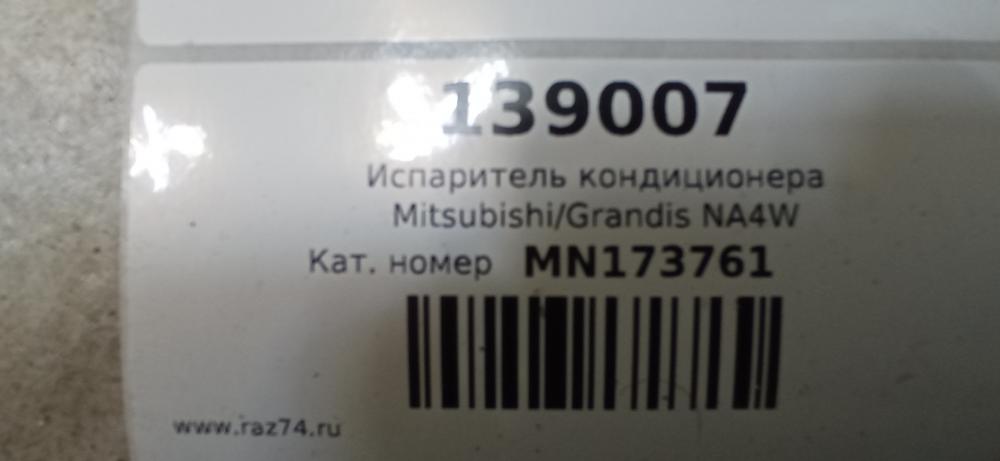 139007
Испаритель кондиционера
Mitsubishi/Grandis NA4W
Кат. номер MN173761
www.raz74.ru